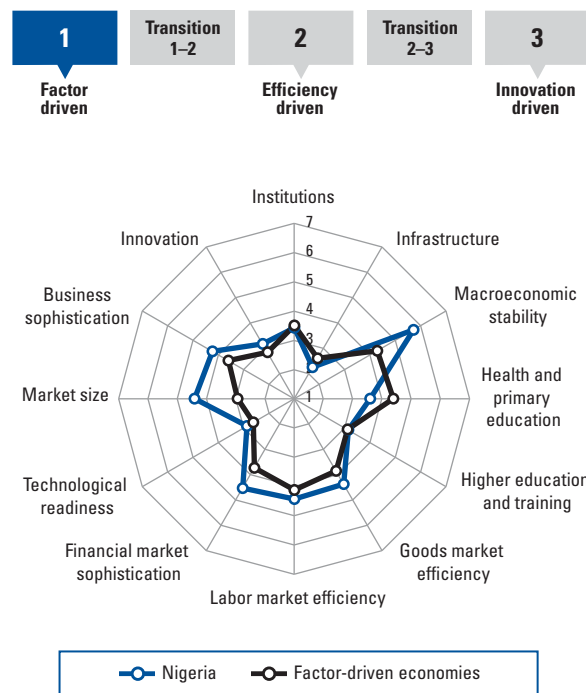 1
Transition
1–2
2
Transition
2–3
3
Factor
driven
Efficiency
driven
Innovation
driven
Institutions
7
6
5
4
3
1
Innovation
Infrastructure
Business
sophistication
Macroeconomic
stability
Market size
Health and
primary
education
Technological
readiness
Higher education
and training
Financial market
sophistication
Goods market
efficiency
Labor market efficiency
Nigeria
Factor-driven economies